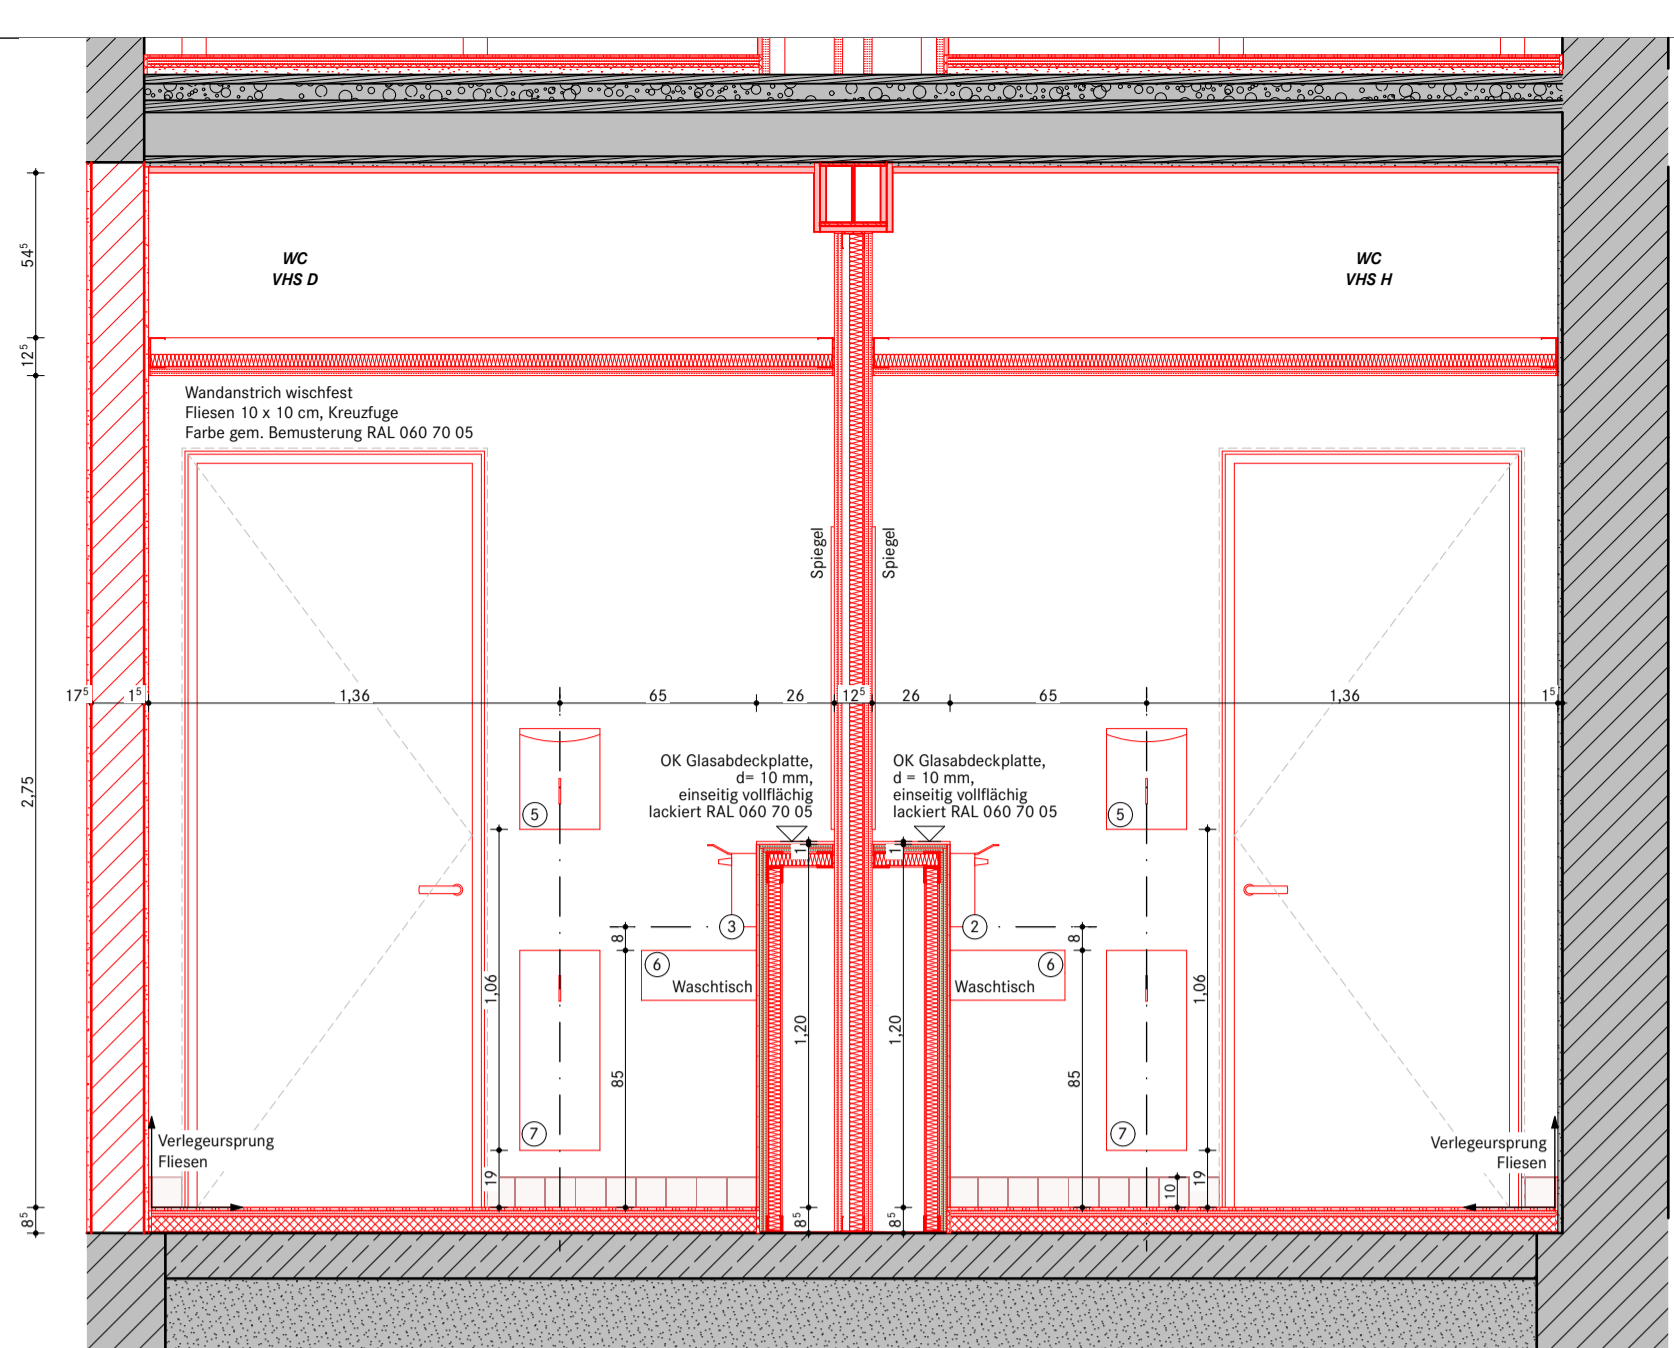 WC
VHS D
WC
VHS H
54⁵
12⁵
Wandanstrich wischfest
Fliesen 10 x 10 cm, Kreuzfuge
Farbe gem. Bemusterung RAL 060 70 05
Spiegel
Spiegel
17⁵
1⁵
1,36
65
26
12⁵
26
65
1,36
1⁵
2,75
OK Glasabdeckplatte,
d= 10 mm,
einseitig vollflächig
lackiert RAL 060 70 05
OK Glasabdeckplatte,
d = 10 mm,
einseitig vollflächig
lackiert RAL 060 70 05
5
5
1
1
3
2
8
8
6
Waschtisch
6
Waschtisch
1,06
1,20
1,20
1,06
85
85
7
7
Verlegeursprung
Fliesen
Verlegeursprung
Fliesen
19
10
19
8⁵
8⁵
8⁵